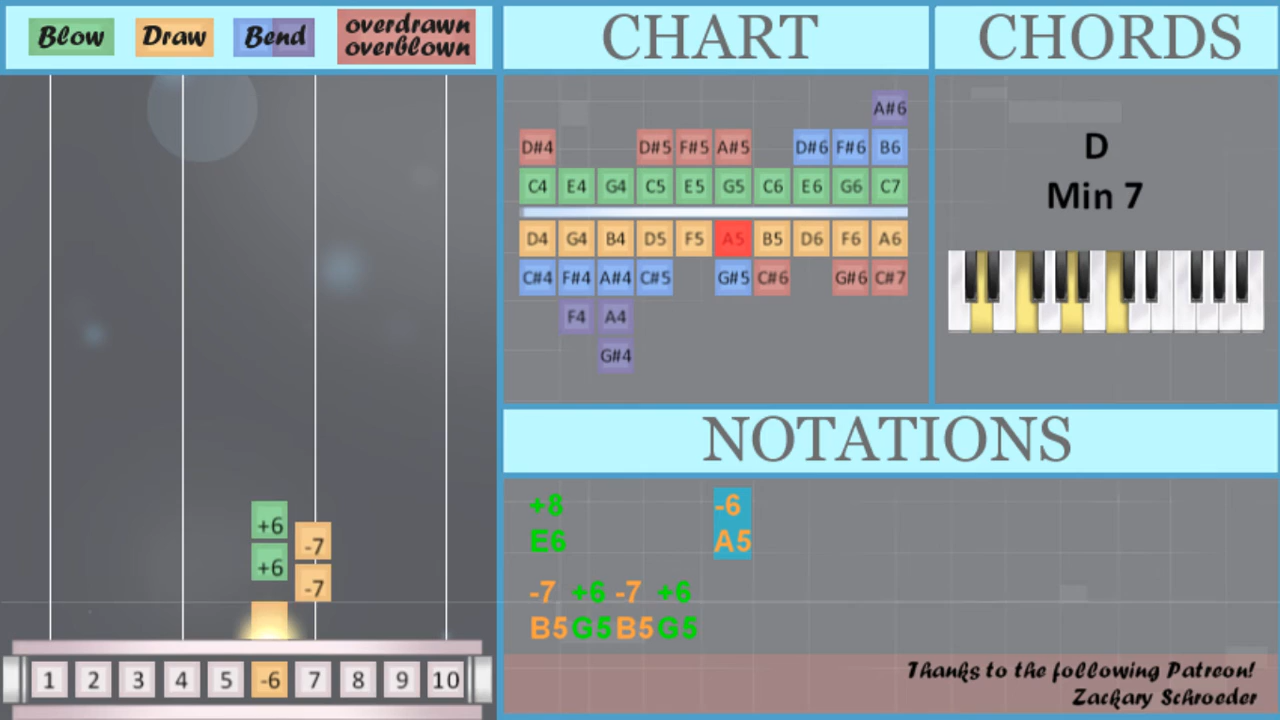 Blow Draw Bend overdrawn
overblown
CHART
CHORDS
A#6
D#4 D#5 F#5 A#5 D#6 F#6 B6
C4 E4 G4 C5 E5 G5 C6 E6 G6 C7
D4 G4 B4 D5 F5 A5 B5 D6 F6 A6
C#4 F#4 A#4 C#5 G#5 C#6 G#6 C#7
F4 A4
G#4
D
Min 7
NOTATIONS
+8 -6
E6 A5
-7 +6 -7 +6
B5 G5 B5 G5
+6
-7
+6
-7
1 2 3 4 5 -6 7 8 9 10
Thanks to the following Patreon!
Zackary Schroeder